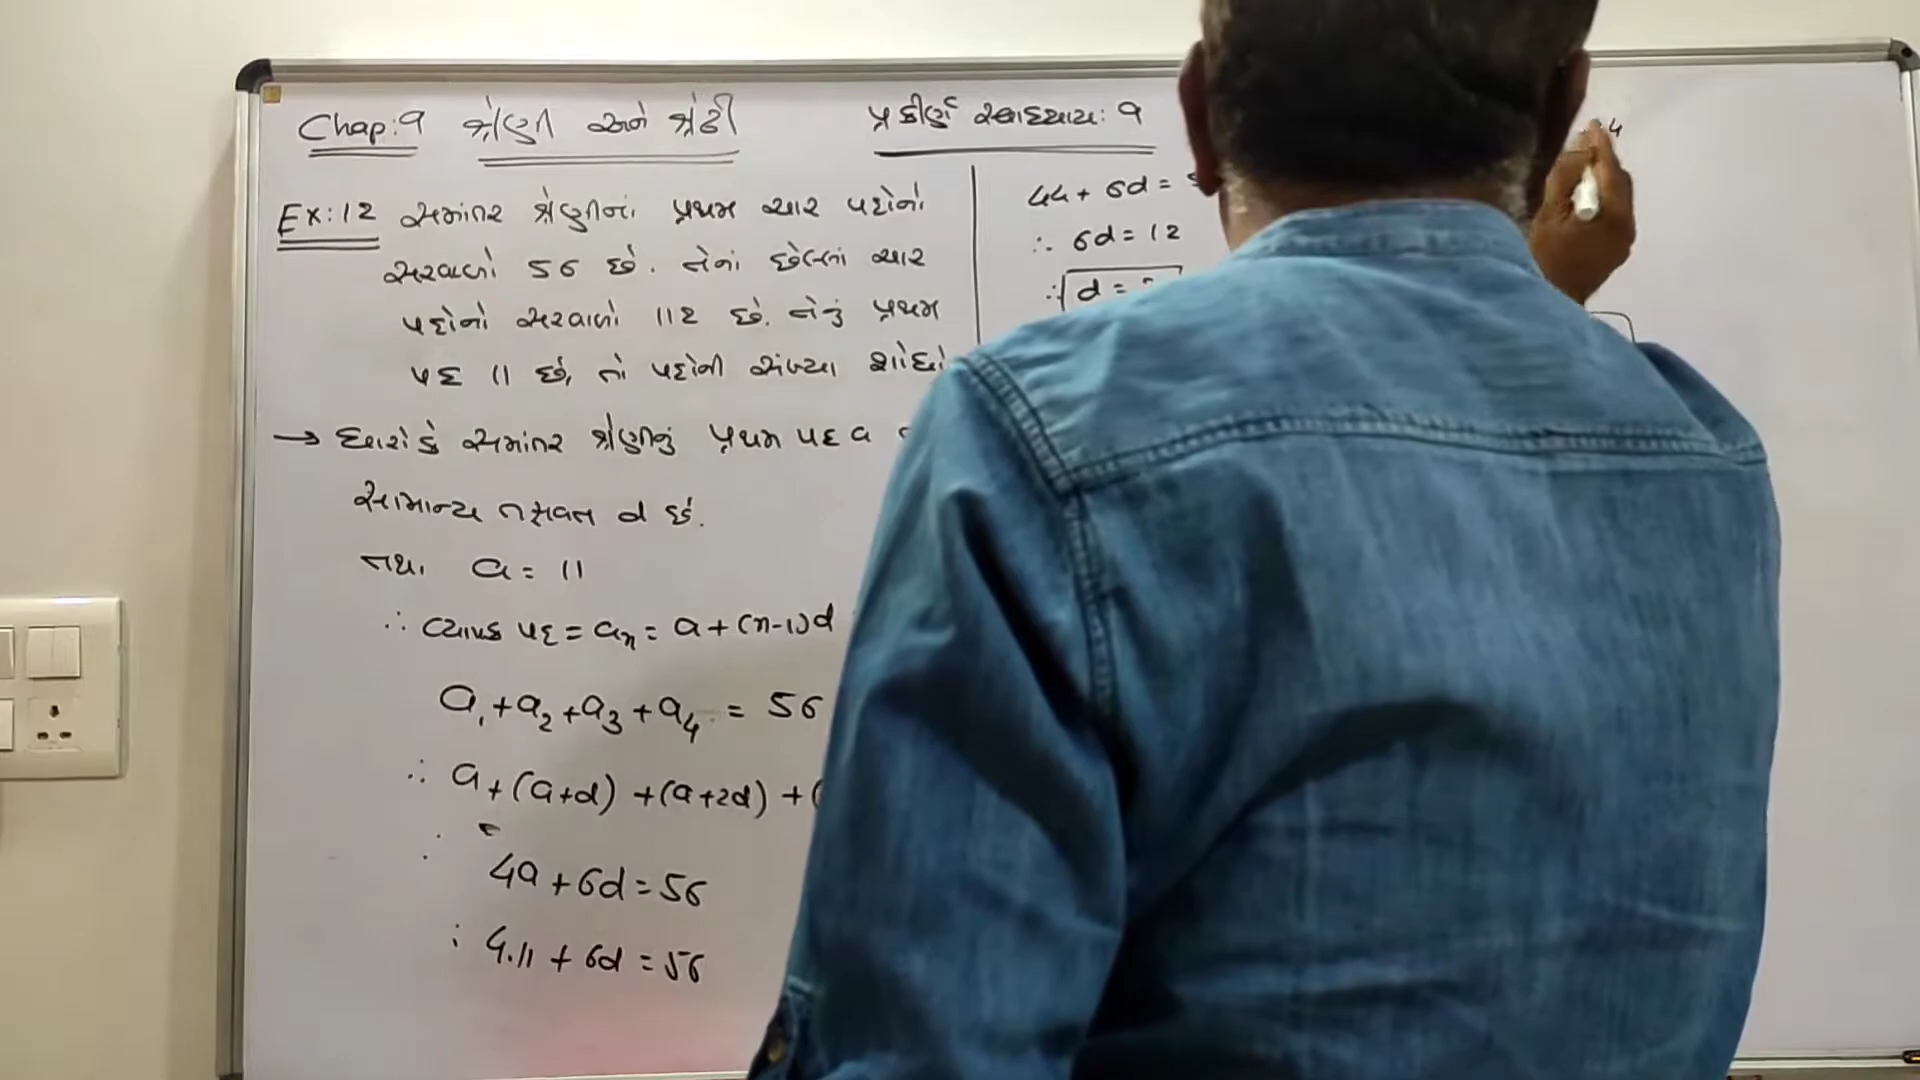 Chap:9 શ્રેણી અને શ્રેઢી
પ્રકીર્ણ સ્વાધ્યાય: 9
Ex:12 સમાંતર શ્રેણીનાં પ્રથમ ચાર પદોનો
સરવાળો 56 છે. તેનાં છેલ્લાં ચાર
પદોનો સરવાળો 112 છે. તેનું પ્રથમ
પદ 11 છે, તો પદોની સંખ્યા શોધો
→ ધારો કે સમાંતર શ્રેણીનું પ્રથમ પદ a
સામાન્ય તફાવત d છે.
તથા a = 11
∴ વ્યાપક પદ = aₙ = a + (n-1)d
a₁ + a₂ + a₃ + a₄ = 56
∴ a + (a+d) + (a+2d) + (
4a + 6d = 56
∴ 4.11 + 6d = 56
44 + 6d =
∴ 6d = 12
∴ d =